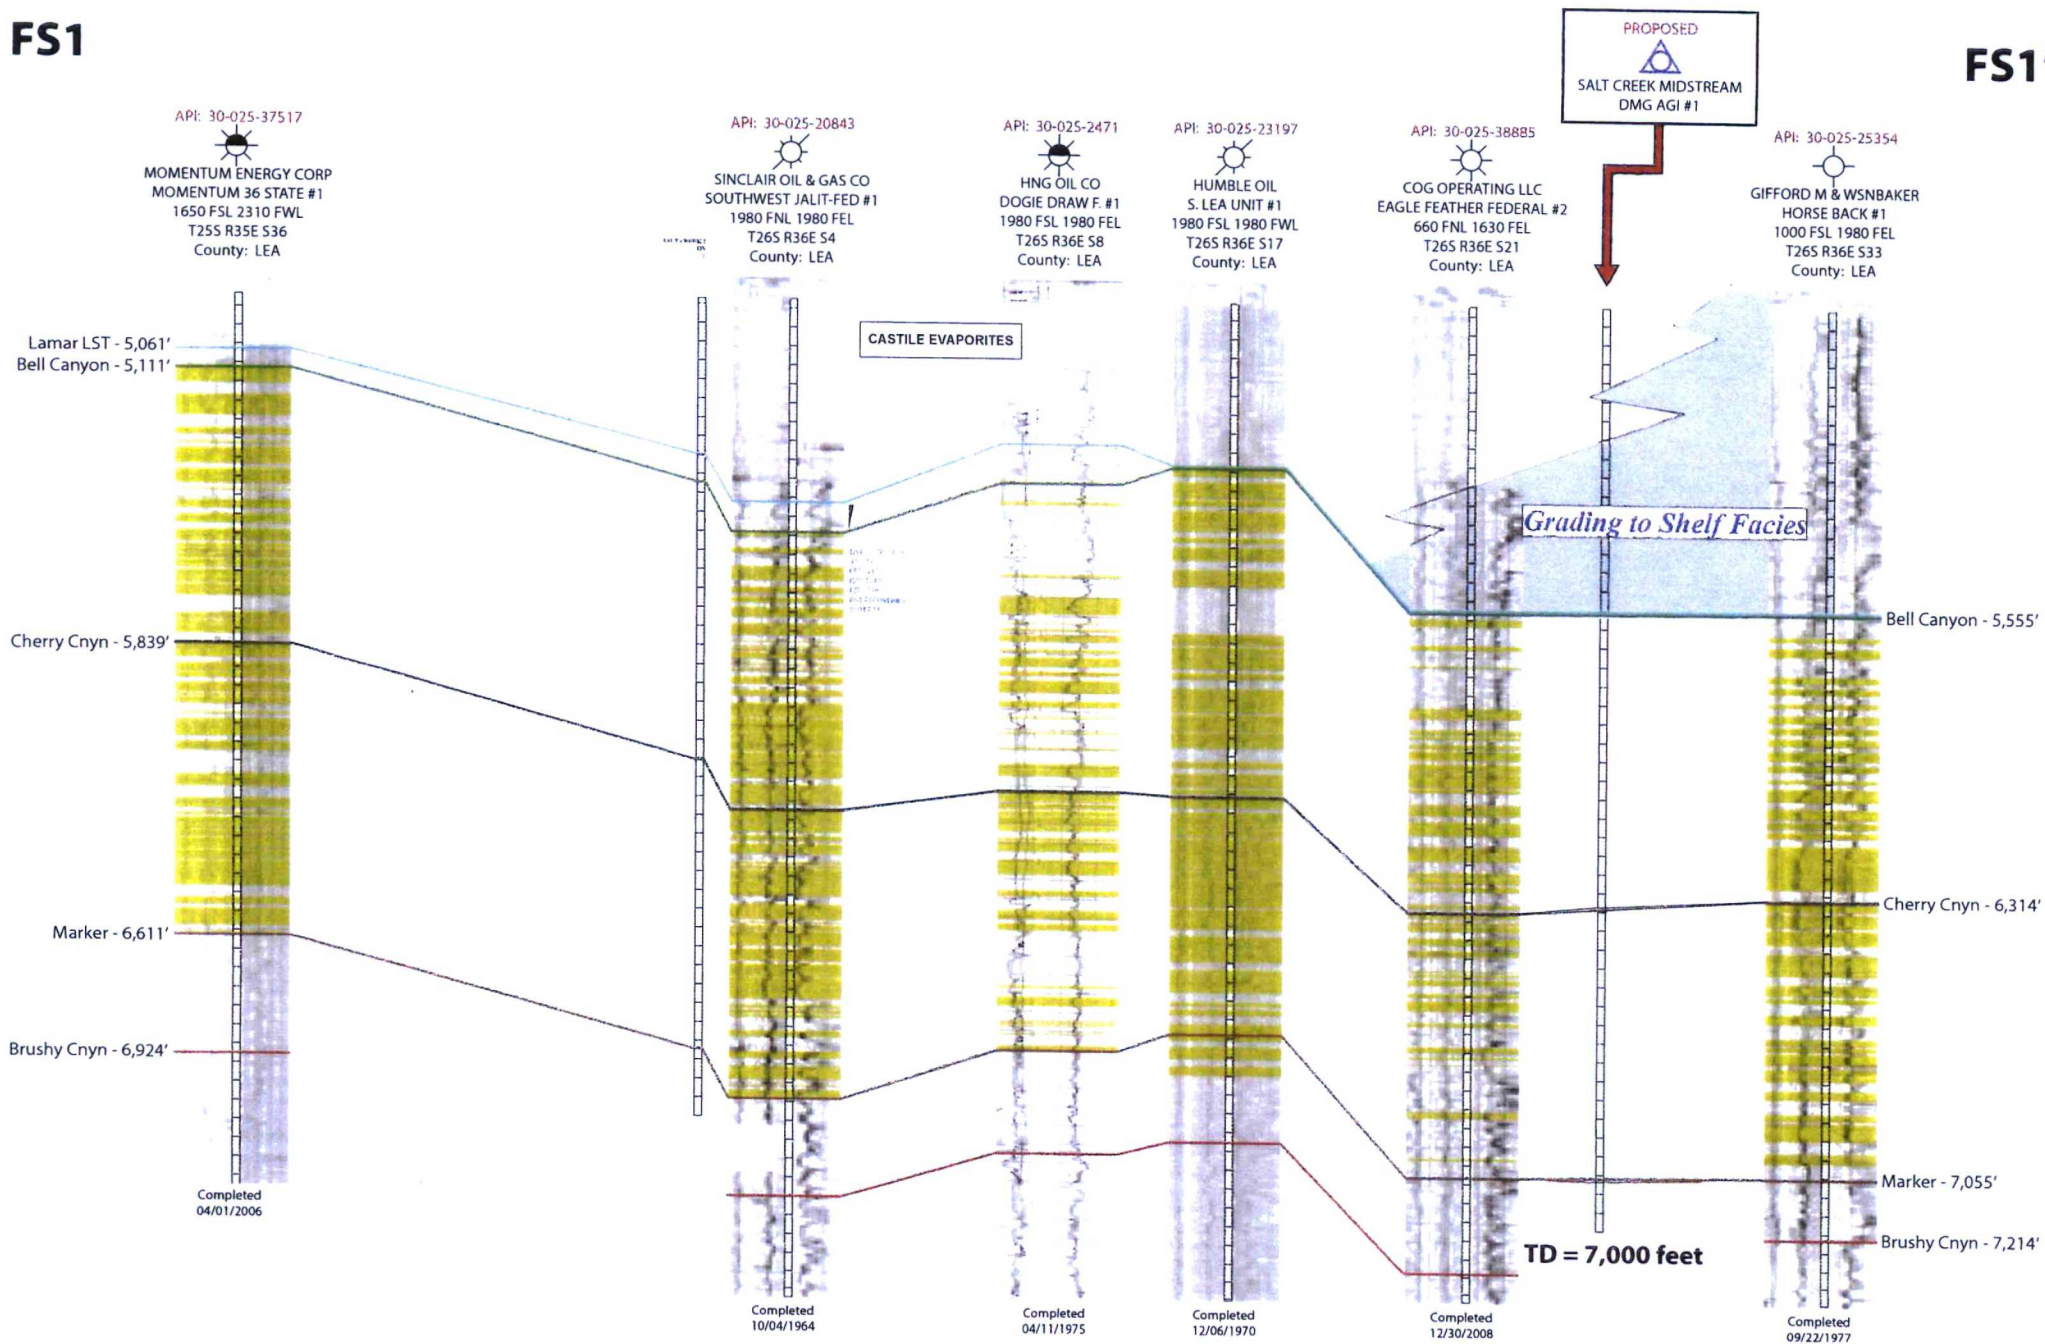 FS1
PROPOSED
SALT CREEK MIDSTREAM
DMG AGI #1
API: 30-025-37517
MOMENTUM ENERGY CORP
MOMENTUM 36 STATE #1
1650 FSL 2310 FWL
T25S R35E S36
County: LEA
API: 30-025-20843
SINCLAIR OIL & GAS CO
SOUTHWEST JALIT-FED #1
1980 FNL 1980 FEL
T26S R36E S4
County: LEA
API: 30-025-2471
HNG OIL CO
DOGIE DRAW F. #1
1980 FSL 1980 FEL
T26S R36E S8
County: LEA
API: 30-025-23197
HUMBLE OIL
S. LEA UNIT #1
1980 FSL 1980 FWL
T26S R36E S17
County: LEA
API: 30-025-38885
COG OPERATING LLC
EAGLE FEATHER FEDERAL #2
660 FNL 1630 FEL
T26S R36E S21
County: LEA
API: 30-025-25354
GIFFORD M & WSNBAKER
HORSE BACK #1
1000 FSL 1980 FEL
T26S R36E S33
County: LEA
CASTILE EVAPORITES
Lamar LST - 5,061'
Bell Canyon - 5,111'
Grading to Shelf Facies
Bell Canyon - 5,555'
Cherry Cnyn - 5,839'
Cherry Cnyn - 6,314'
Marker - 6,611'
Brushy Cnyn - 6,924'
Marker - 7,055'
Brushy Cnyn - 7,214'
TD = 7,000 feet
Completed
04/01/2006
Completed
10/04/1964
Completed
04/11/1975
Completed
12/06/1970
Completed
12/30/2008
Completed
09/22/1977